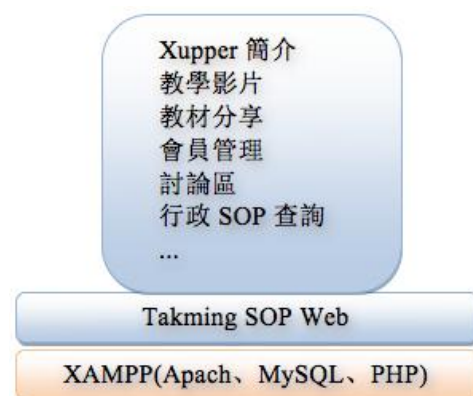 Xupper 簡介
教學影片
教材分享
會員管理
討論區
行政 SOP 查詢
...
Takming SOP Web
XAMPP(Apach、MySQL、PHP)